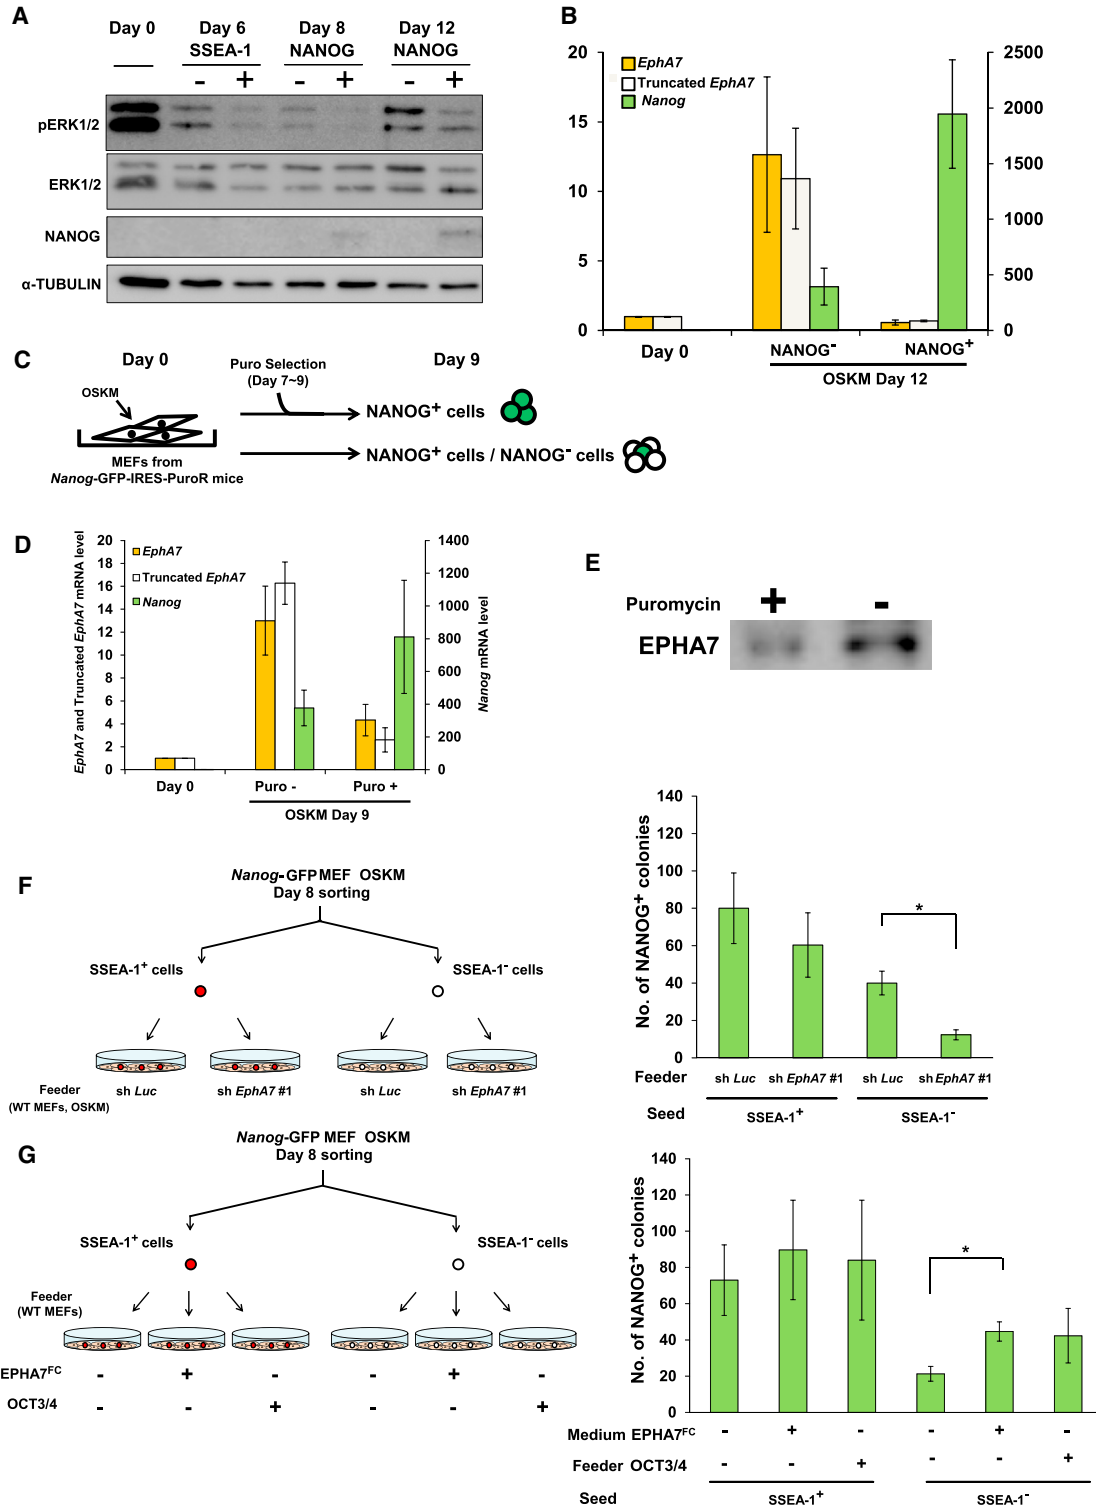 A
Day 0
Day 6
SSEA-1
Day 8
NANOG
Day 12
NANOG
- + - + - +
pERK1/2
ERK1/2
NANOG
α-TUBULIN
B
20
15
10
5
0
EphA7
Truncated EphA7
Nanog
2500
2000
1500
1000
500
0
Day 0
NANOG-
NANOG+
OSKM Day 12
C
Day 0
Puro Selection
(Day 7~9)
Day 9
OSKM
NANOG+ cells
NANOG+ cells / NANOG- cells
MEFs from
Nanog-GFP-IRES-PuroR mice
D
EphA7 and Truncated EphA7 mRNA level
20
18
16
14
12
10
8
6
4
2
0
EphA7
Truncated EphA7
Nanog
1400
1200
1000
800
600
400
200
0
Nanog mRNA level
Day 0
Puro -
Puro +
OSKM Day 9
E
Puromycin + -
EPHA7
F
Nanog-GFP MEF OSKM
Day 8 sorting
SSEA-1+ cells
SSEA-1- cells
Feeder
(WT MEFs, OSKM)
sh Luc
sh EphA7 #1
sh Luc
sh EphA7 #1
No. of NANOG+ colonies
140
120
100
80
60
40
20
0
*
Feeder
sh Luc
sh EphA7 #1
sh Luc
sh EphA7 #1
Seed
SSEA-1+
SSEA-1-
G
Nanog-GFP MEF OSKM
Day 8 sorting
SSEA-1+ cells
SSEA-1- cells
Feeder
(WT MEFs)
EPHA7FC - + - - + -
OCT3/4 - - + - - +
No. of NANOG+ colonies
140
120
100
80
60
40
20
0
*
Medium EPHA7FC - + - - + -
Feeder OCT3/4 - - + - - +
Seed
SSEA-1+
SSEA-1-